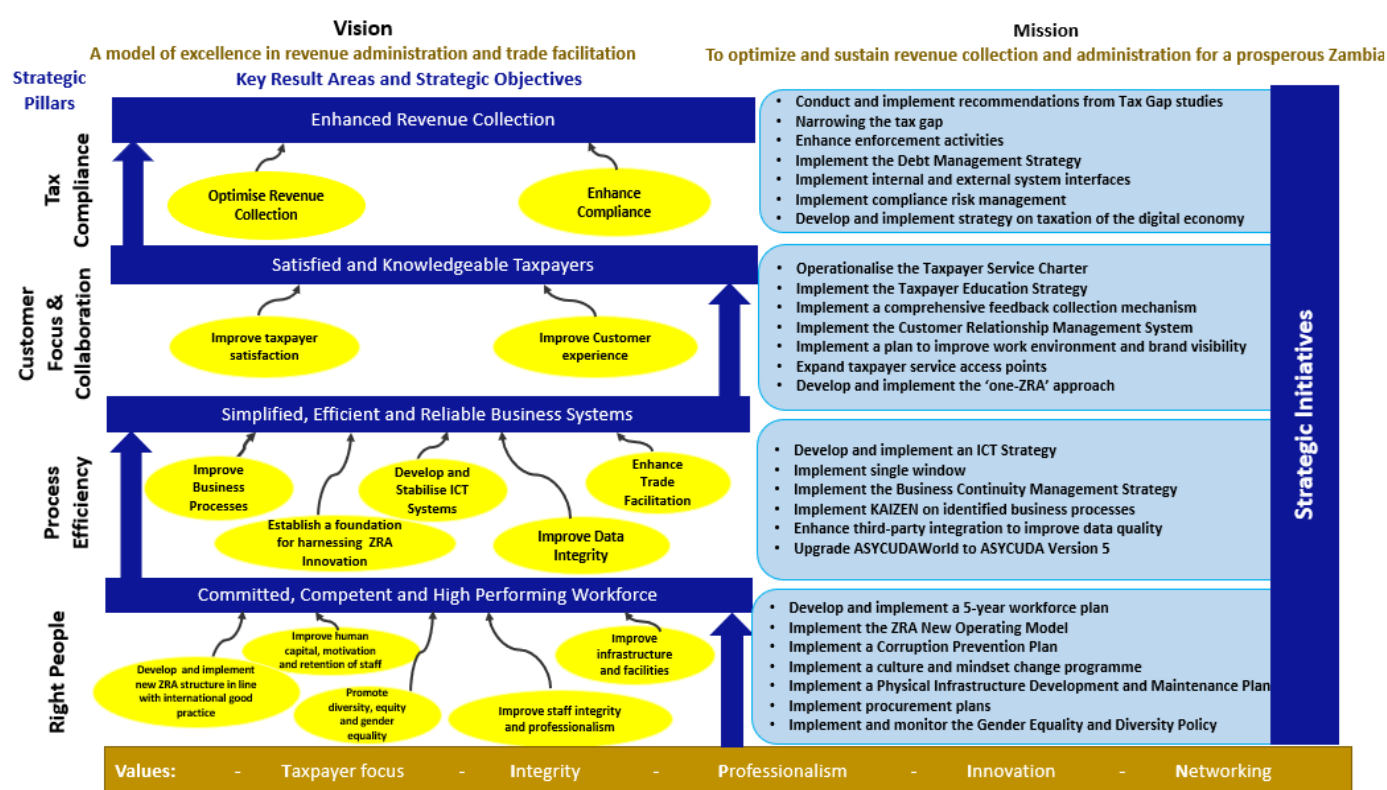 Vision
A model of excellence in revenue administration and trade facilitation
Mission
To optimize and sustain revenue collection and administration for a prosperous Zambia
Strategic
Pillars
Key Result Areas and Strategic Objectives
Tax
Compliance
Enhanced Revenue Collection
Optimise Revenue
Collection
Enhance
Compliance
• Conduct and implement recommendations from Tax Gap studies
• Narrowing the tax gap
• Enhance enforcement activities
• Implement the Debt Management Strategy
• Implement internal and external system interfaces
• Implement compliance risk management
• Develop and implement strategy on taxation of the digital economy
Customer
Focus &
Collaboration
Satisfied and Knowledgeable Taxpayers
Improve taxpayer
satisfaction
Improve Customer
experience
• Operationalise the Taxpayer Service Charter
• Implement the Taxpayer Education Strategy
• Implement a comprehensive feedback collection mechanism
• Implement the Customer Relationship Management System
• Implement a plan to improve work environment and brand visibility
• Expand taxpayer service access points
• Develop and implement the ‘one-ZRA’ approach
Process
Efficiency
Simplified, Efficient and Reliable Business Systems
Improve
Business
Processes
Establish a foundation
for harnessing ZRA
Innovation
Develop and
Stabilise ICT
Systems
Improve Data
Integrity
Enhance
Trade
Facilitation
• Develop and implement an ICT Strategy
• Implement single window
• Implement the Business Continuity Management Strategy
• Implement KAIZEN on identified business processes
• Enhance third-party integration to improve data quality
• Upgrade ASYCUDAWorld to ASYCUDA Version 5
Right People
Committed, Competent and High Performing Workforce
Develop and implement
new ZRA structure in line
with international good
practice
Improve human
capital, motivation
and retention of staff
Promote
diversity, equity
and gender
equality
Improve staff integrity
and professionalism
Improve
infrastructure
and facilities
• Develop and implement a 5-year workforce plan
• Implement the ZRA New Operating Model
• Implement a Corruption Prevention Plan
• Implement a culture and mindset change programme
• Implement a Physical Infrastructure Development and Maintenance Plan
• Implement procurement plans
• Implement and monitor the Gender Equality and Diversity Policy
Strategic Initiatives
Values: - Taxpayer focus - Integrity - Professionalism - Innovation - Networking